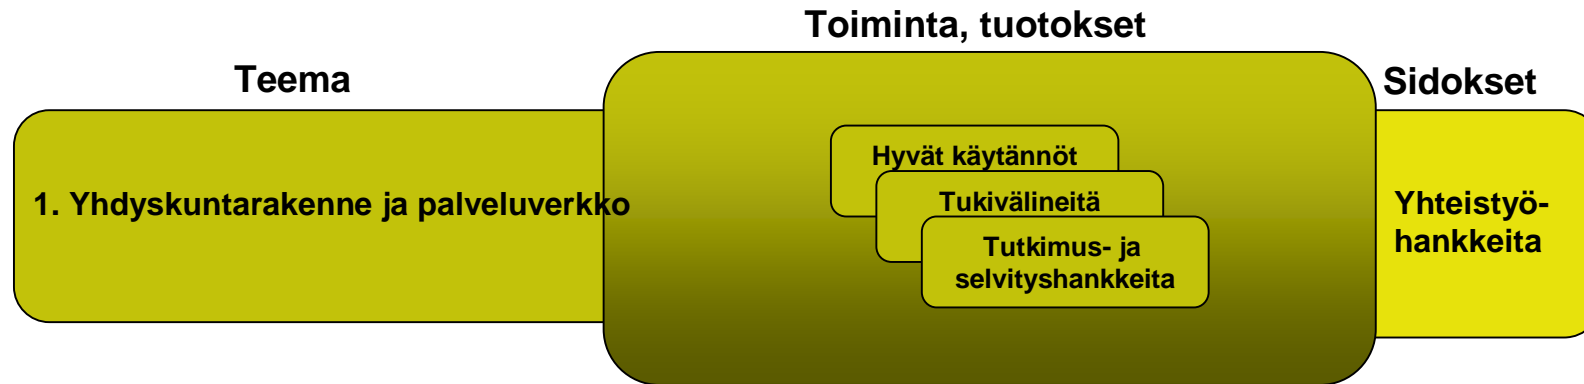 Toiminta, tuotokset
Teema
Sidokset
1. Yhdyskuntarakenne ja palveluverkko
Hyvät käytännöt
Tukivälineitä
Tutkimus- ja
selvityshankkeita
Yhteistyö-
hankkeita